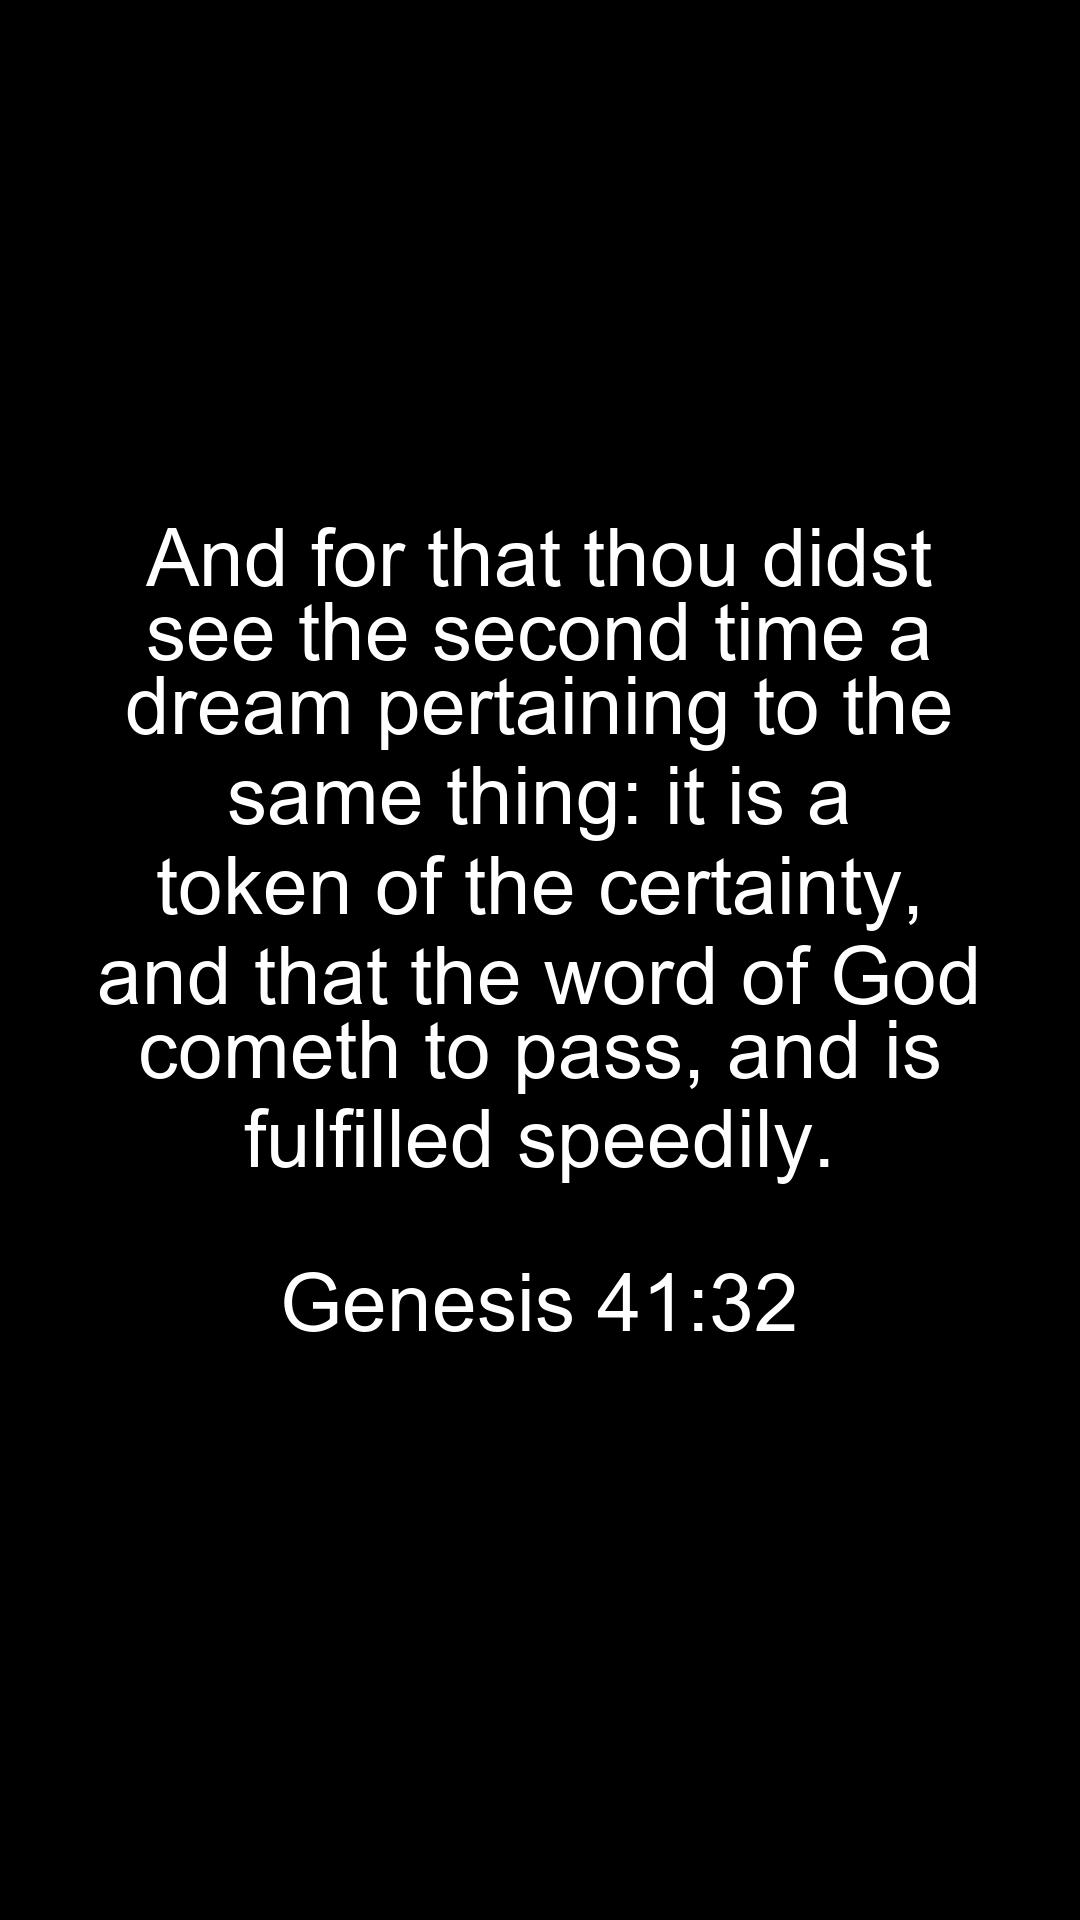 And for that thou didst
see the second time a
dream pertaining to the
same thing: it is a
token of the certainty,
and that the word of God
cometh to pass, and is
fulfilled speedily.
Genesis 41:32